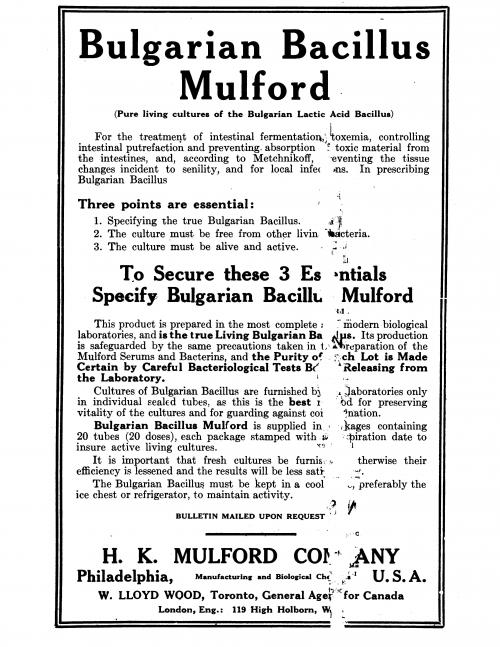 Bulgarian Bacillus
Mulford
(Pure living cultures of the Bulgarian Lactic Acid Bacillus)
For the treatment of intestinal fermentation, toxemia, controlling
intestinal putrefaction and preventing absorption toxic material from
the intestines, and, according to Metchnikoff, eventing the tissue
changes incident to senility, and for local infec ns. In prescribing
Bulgarian Bacillus
Three points are essential:
1. Specifying the true Bulgarian Bacillus.
2. The culture must be free from other livin bacteria.
3. The culture must be alive and active.
To Secure these 3 Es ntials
Specify Bulgarian Bacillu Mulford
This product is prepared in the most complete modern biological
laboratories, and is the true Living Bulgarian Ba us. Its production
is safeguarded by the same precautions taken in t reparation of the
Mulford Serums and Bacterins, and the Purity of ch Lot is Made
Certain by Careful Bacteriological Tests Be Releasing from
the Laboratory.
Cultures of Bulgarian Bacillus are furnished by laboratories only
in individual sealed tubes, as this is the best od for preserving
vitality of the cultures and for guarding against co nation.
Bulgarian Bacillus Mulford is supplied in kages containing
20 tubes (20 doses), each package stamped with piration date to
insure active living cultures.
It is important that fresh cultures be furnis therwise their
efficiency is lessened and the results will be less sati
The Bulgarian Bacillus must be kept in a cool , preferably the
ice chest or refrigerator, to maintain activity.
BULLETIN MAILED UPON REQUEST
H. K. MULFORD COM ANY
Philadelphia, Manufacturing and Biological Che U.S.A.
W. LLOYD WOOD, Toronto, General Agen for Canada
London, Eng.: 119 High Holborn, W